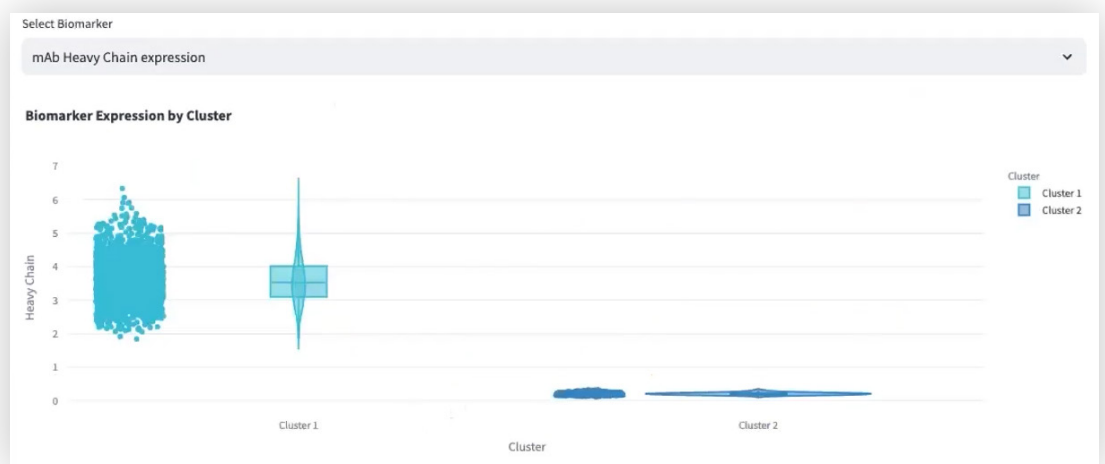 Select Biomarker
mAb Heavy Chain expression
Biomarker Expression by Cluster
7
6
5
4
3
2
1
0
Heavy Chain
Cluster 1
Cluster 2
Cluster
Cluster
Cluster 1
Cluster 2